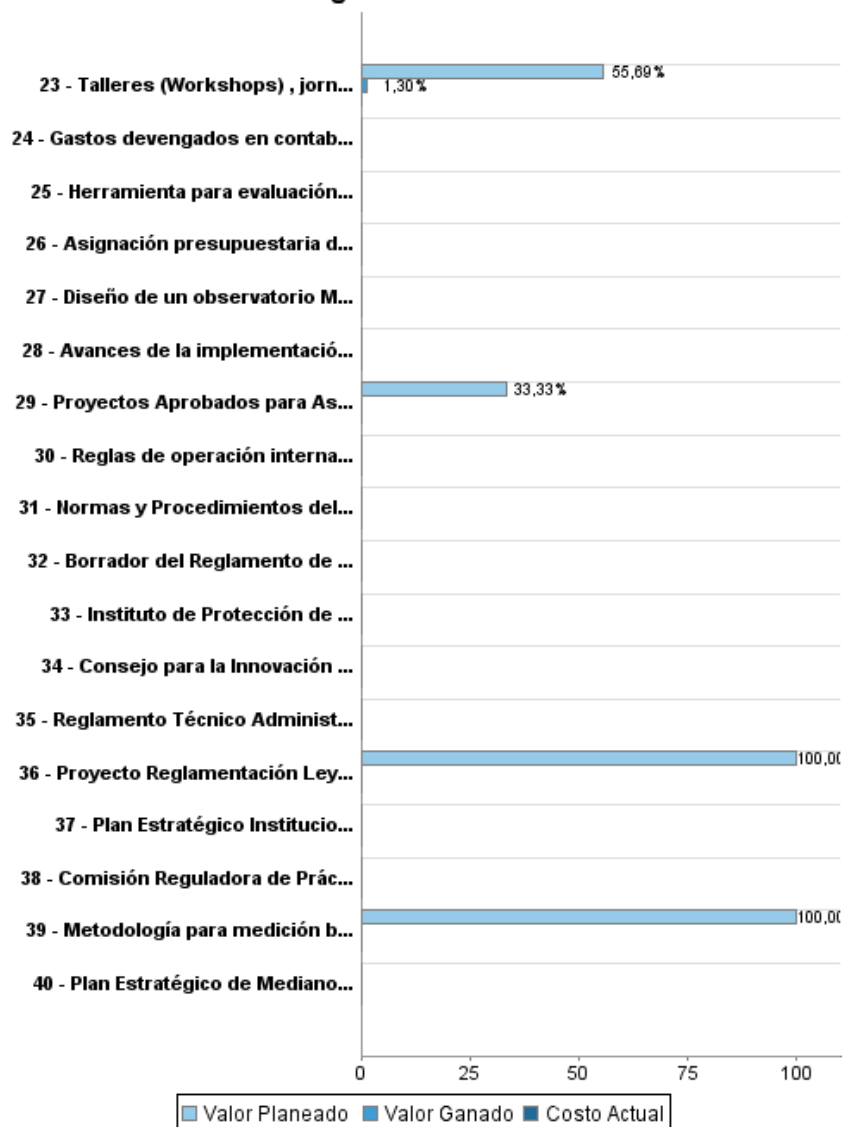 23 - Talleres (Workshops) , jorn...
55,69%
1,30%
24 - Gastos devengados en contab...
25 - Herramienta para evaluación...
26 - Asignación presupuestaria d...
27 - Diseño de un observatorio M...
28 - Avances de la implementació...
29 - Proyectos Aprobados para As...
33,33%
30 - Reglas de operación interna...
31 - Normas y Procedimientos del...
32 - Borrador del Reglamento de ...
33 - Instituto de Protección de ...
34 - Consejo para la Innovación ...
35 - Reglamento Técnico Administ...
36 - Proyecto Reglamentación Ley...
100,00
37 - Plan Estratégico Institucio...
38 - Comisión Reguladora de Prác...
39 - Metodología para medición b...
100,00
40 - Plan Estratégico de Mediano...
0 25 50 75 100
Valor Planeado Valor Ganado Costo Actual